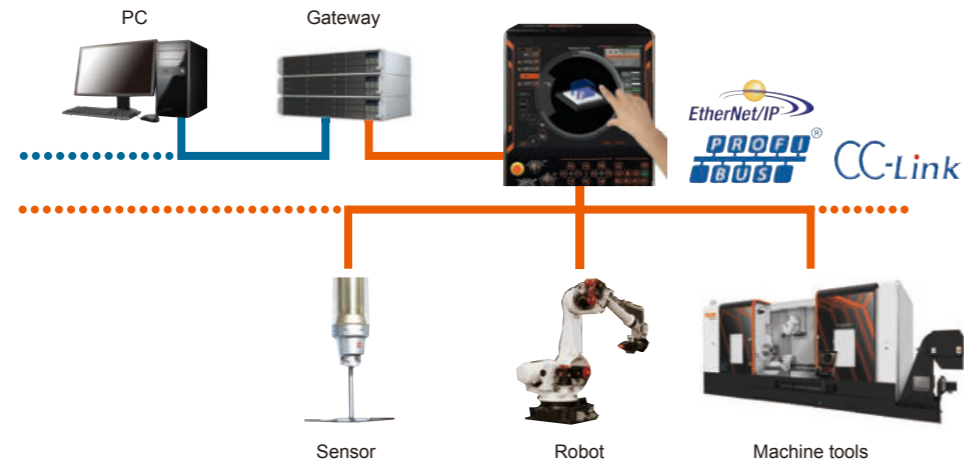 PC
Gateway
EtherNet/IP
PROFI
BUS
®
CC-Link
Sensor
Robot
Machine tools